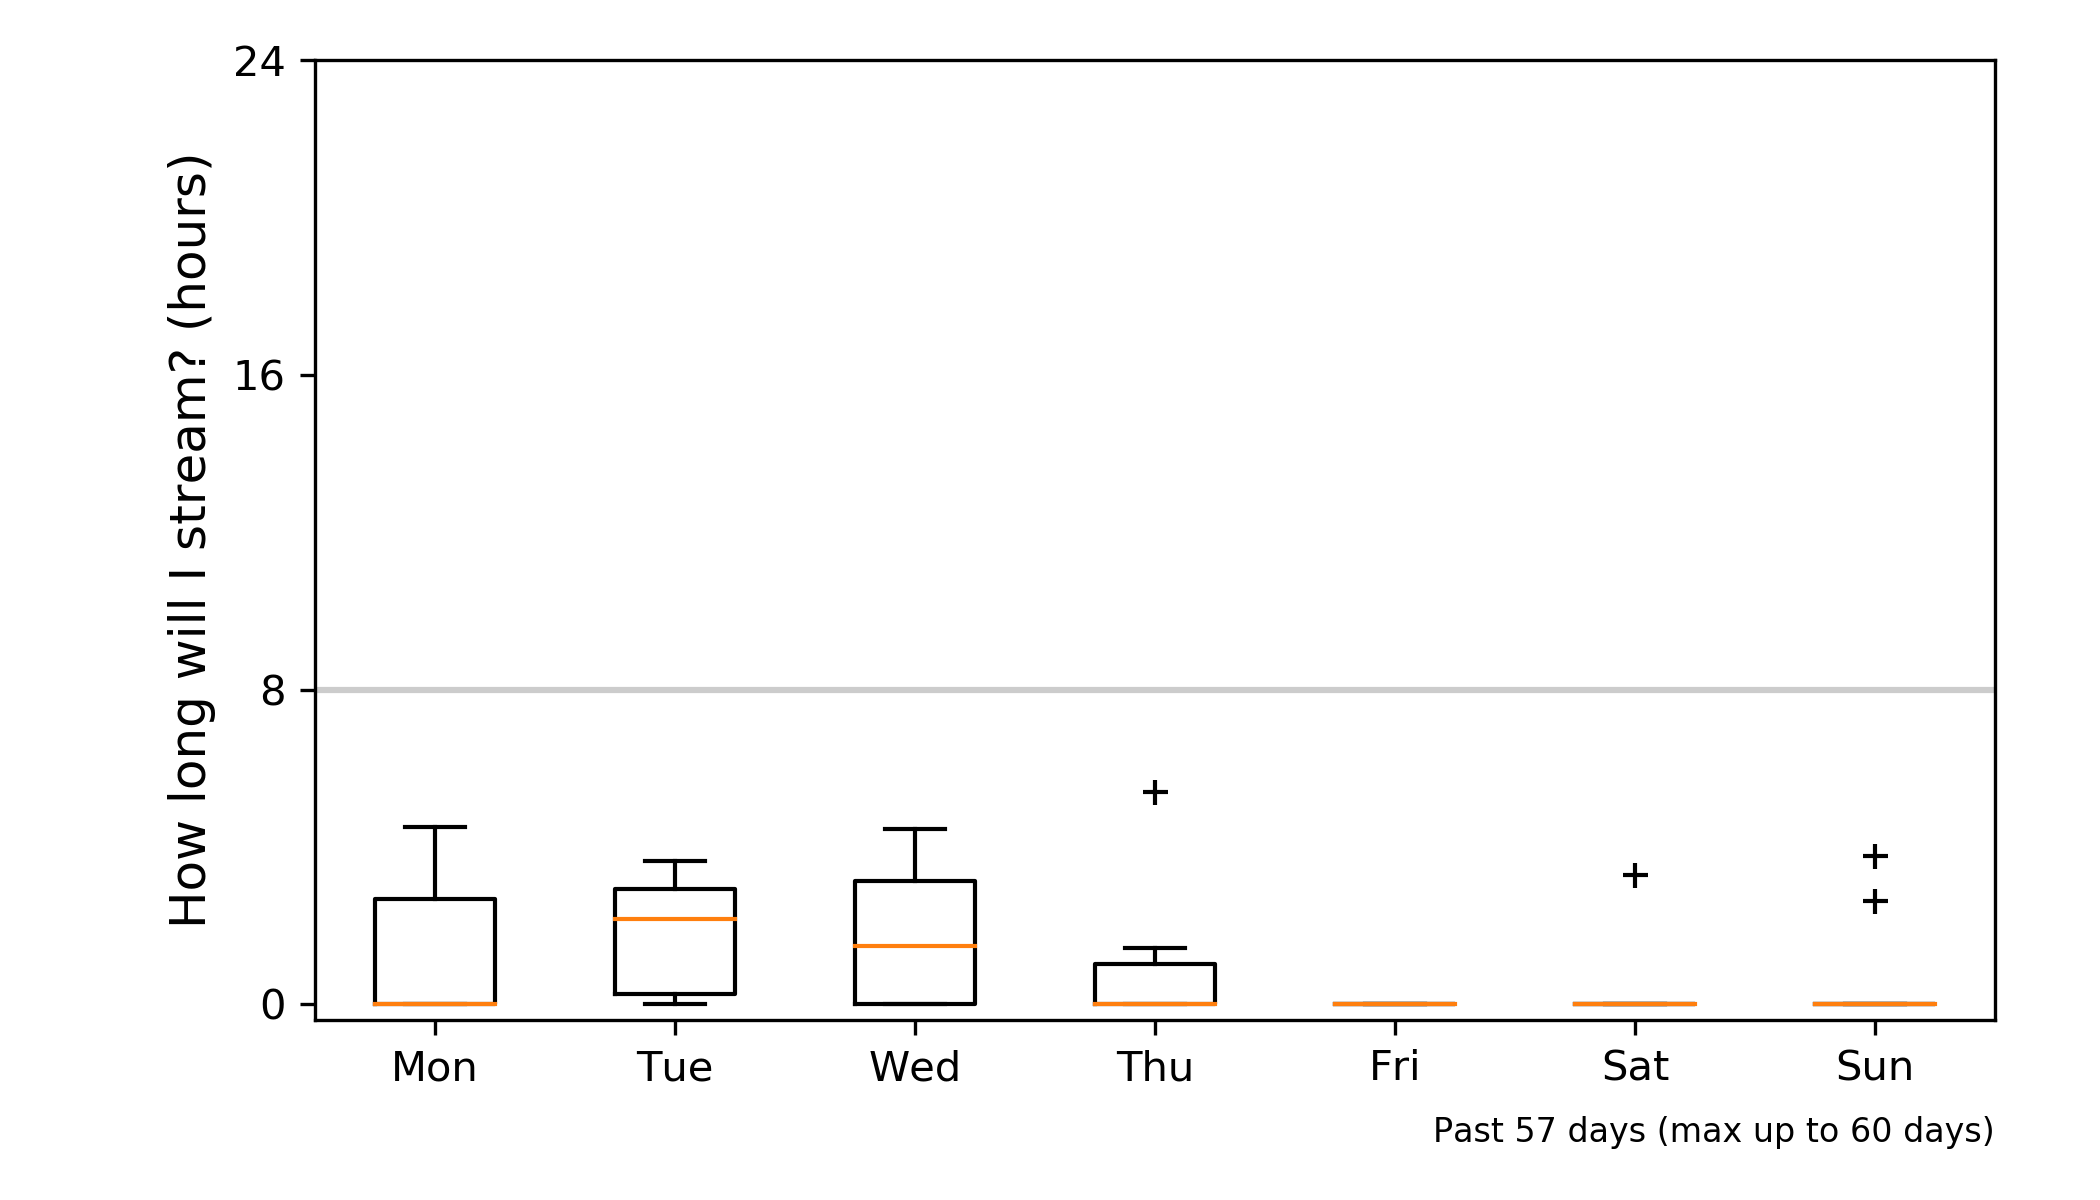 How long will I stream? (hours)
24
16
8
0
Mon Tue Wed Thu Fri Sat Sun
Past 57 days (max up to 60 days)